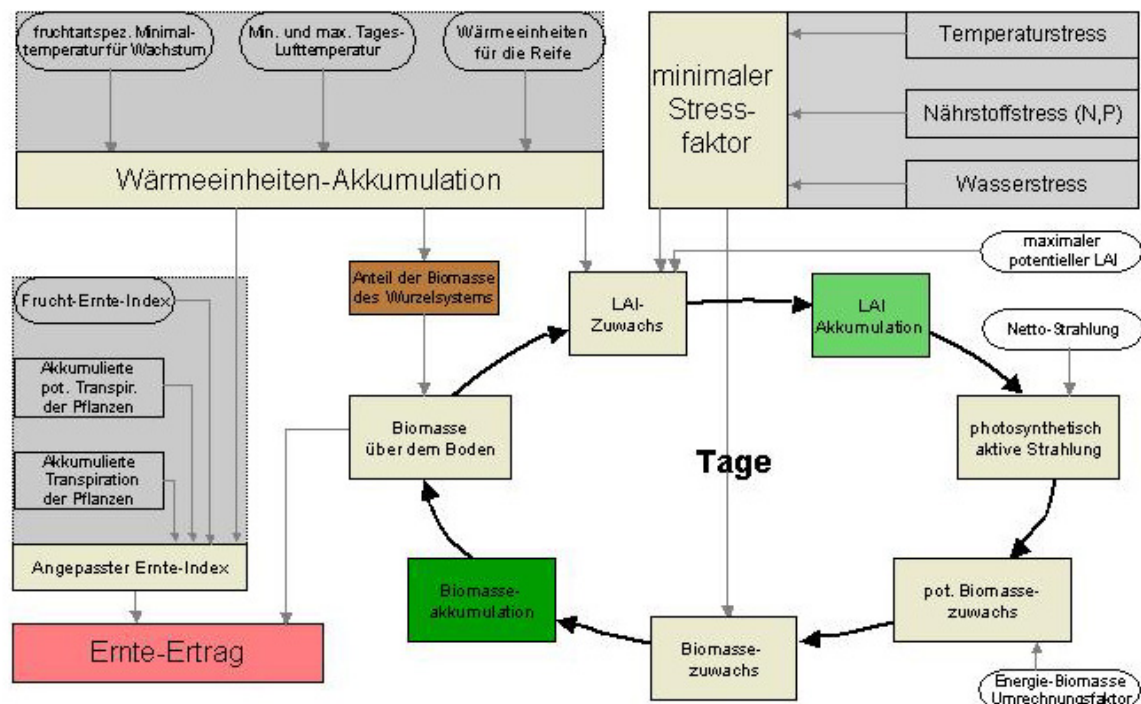 fruchtartspez. Minimal-
temperatur für Wachstum
Min. und max. Tages-
Lufttemperatur
Wärmeeinheiten
für die Reife
Wärmeeinheiten-Akkumulation
minimaler
Stress-
faktor
Temperaturstress
Nährstoffstress (N,P)
Wasserstress
maximaler
potentieller LAI
Anteil der Biomasse
des Wurzelsystems
LAI-
Zuwachs
LAI
Akkumulation
Netto-Strahlung
Frucht-Ernte-Index
Akkumulierte
pot. Transpir.
der Pflanzen
Akkumulierte
Transpiration
der Pflanzen
Biomasse
über dem Boden
Tage
photosynthetisch
aktive Strahlung
Angepasster Ernte-Index
Biomasse-
akkumulation
pot. Biomasse-
zuwachs
Ernte-Ertrag
Biomasse-
zuwachs
Energie-Biomasse
Umrechnungsfaktor